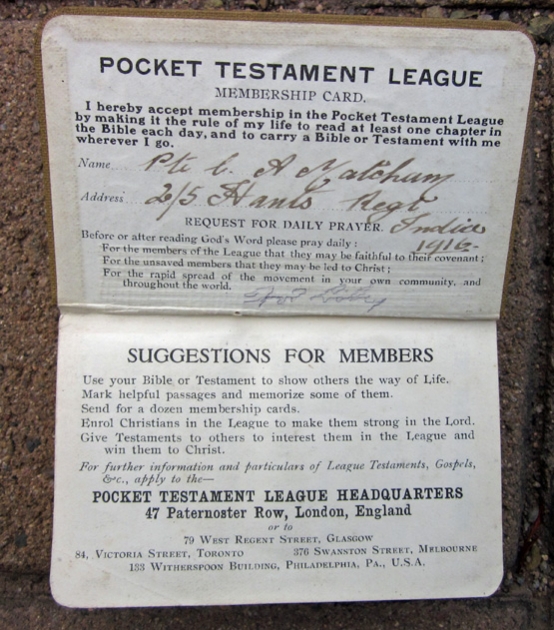 POCKET TESTAMENT LEAGUE
MEMBERSHIP CARD.
I hereby accept membership in the Pocket Testament League
by making it the rule of my life to read at least one chapter in
the Bible each day, and to carry a Bible or Testament with me
wherever I go.
Name Pte C. A
Address 2/5 Hants Regt
India
REQUEST FOR DAILY PRAYER.
1916
Before or after reading God's Word please pray daily :
For the members of the League that they may be faithful to their covenant ;
For the unsaved members that they may be led to Christ ;
For the rapid spread of the movement in your own community, and
throughout the world.
SUGGESTIONS FOR MEMBERS
Use your Bible or Testament to show others the way of Life.
Mark helpful passages and memorize some of them.
Send for a dozen membership cards.
Enrol Christians in the League to make them strong in the Lord.
Give Testaments to others to interest them in the League and
win them to Christ.
For further information and particulars of League Testaments, Gospels,
&c., apply to the—
POCKET TESTAMENT LEAGUE HEADQUARTERS
47 Paternoster Row, London, England
or to
79 West Regent Street, Glasgow
84, Victoria Street, Toronto 376 Swanston Street, Melbourne
133 Witherspoon Building, Philadelphia, Pa., U.S.A.